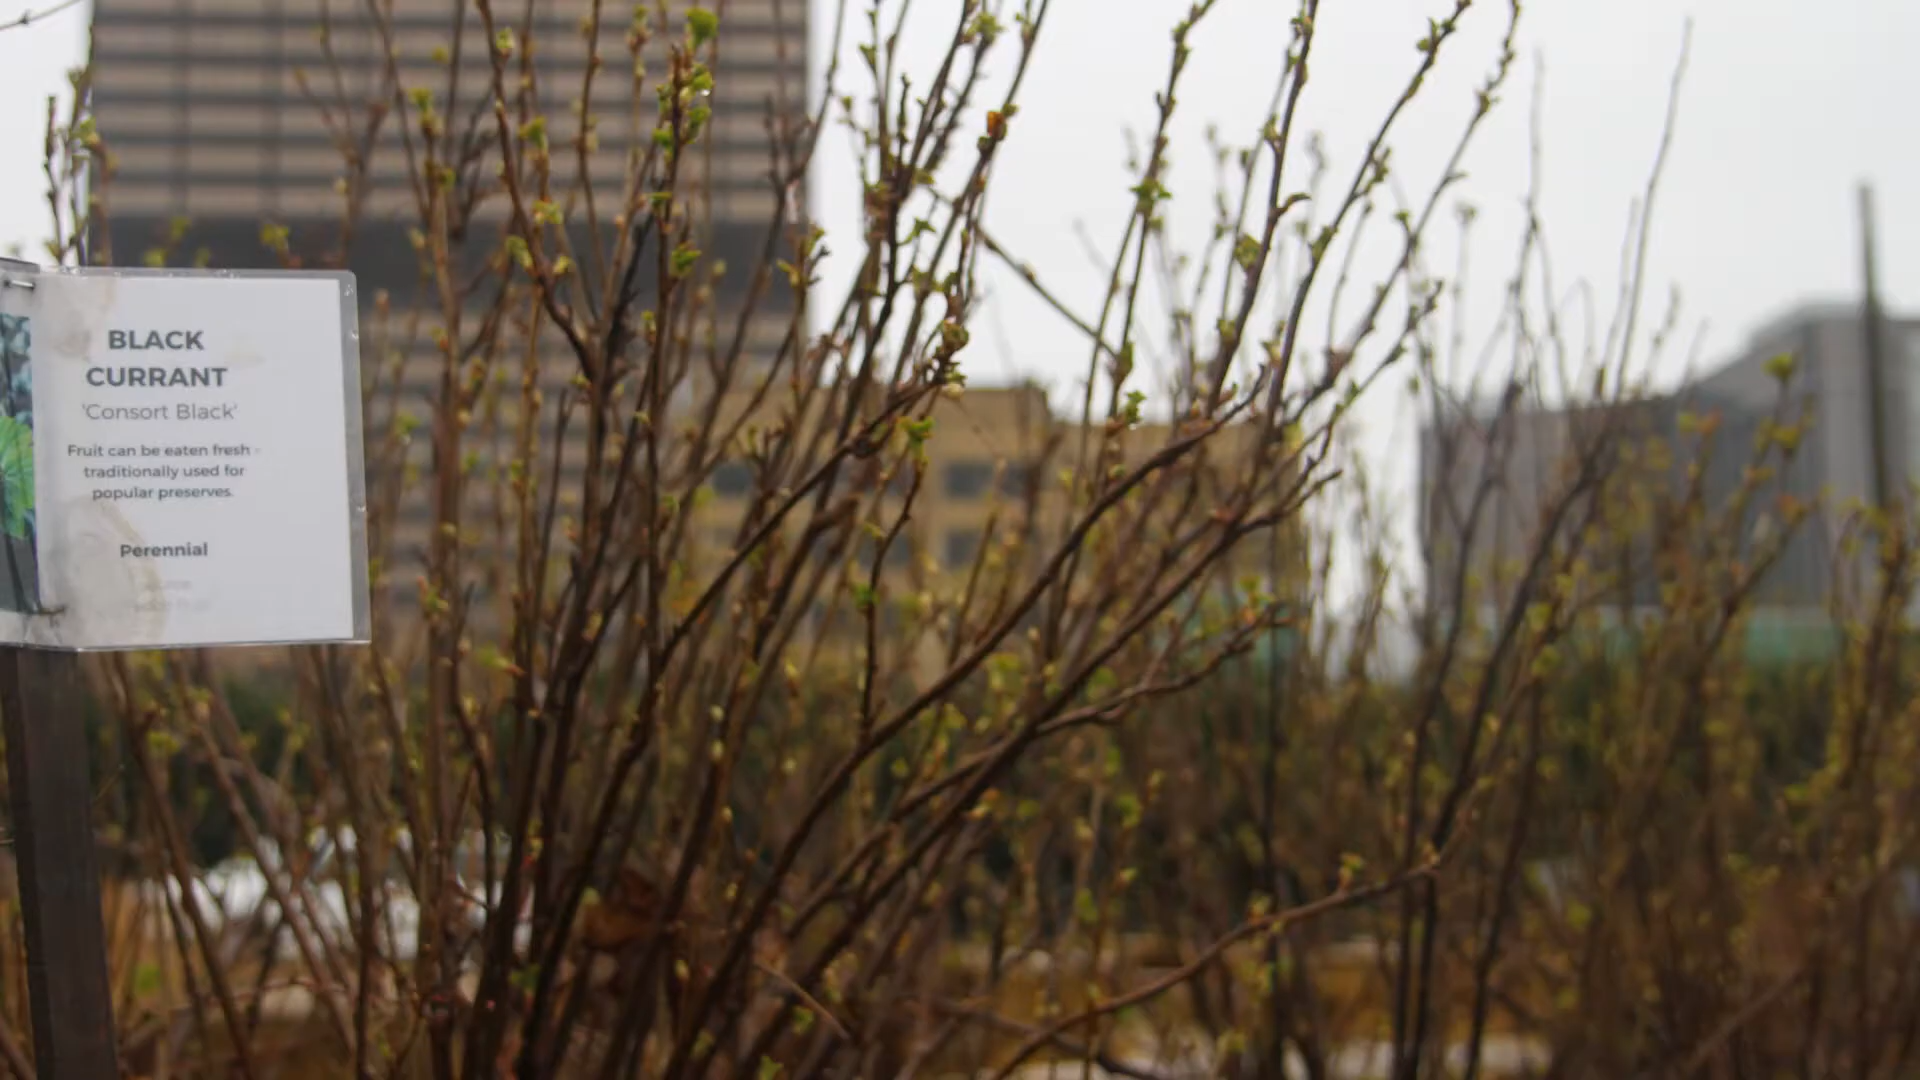 BLACK
CURRANT
'Consort Black'
Fruit can be eaten fresh -
traditionally used for
popular preserves.
Perennial